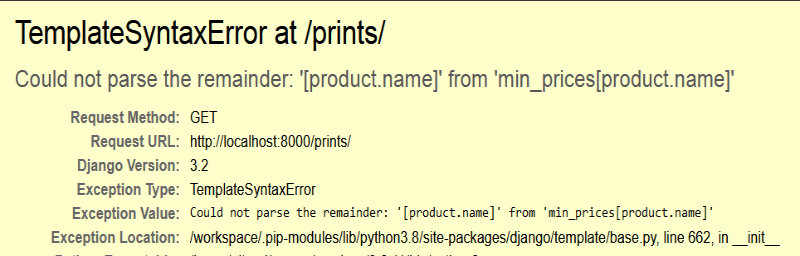 TemplateSyntaxError at /prints/
Could not parse the remainder: '[product.name]' from 'min_prices[product.name]'
Request Method: GET
Request URL: http://localhost:8000/prints/
Django Version: 3.2
Exception Type: TemplateSyntaxError
Exception Value: Could not parse the remainder: '[product.name]' from 'min_prices[product.name]'
Exception Location: /workspace/.pip-modules/lib/python3.8/site-packages/django/template/base.py, line 662, in __init__